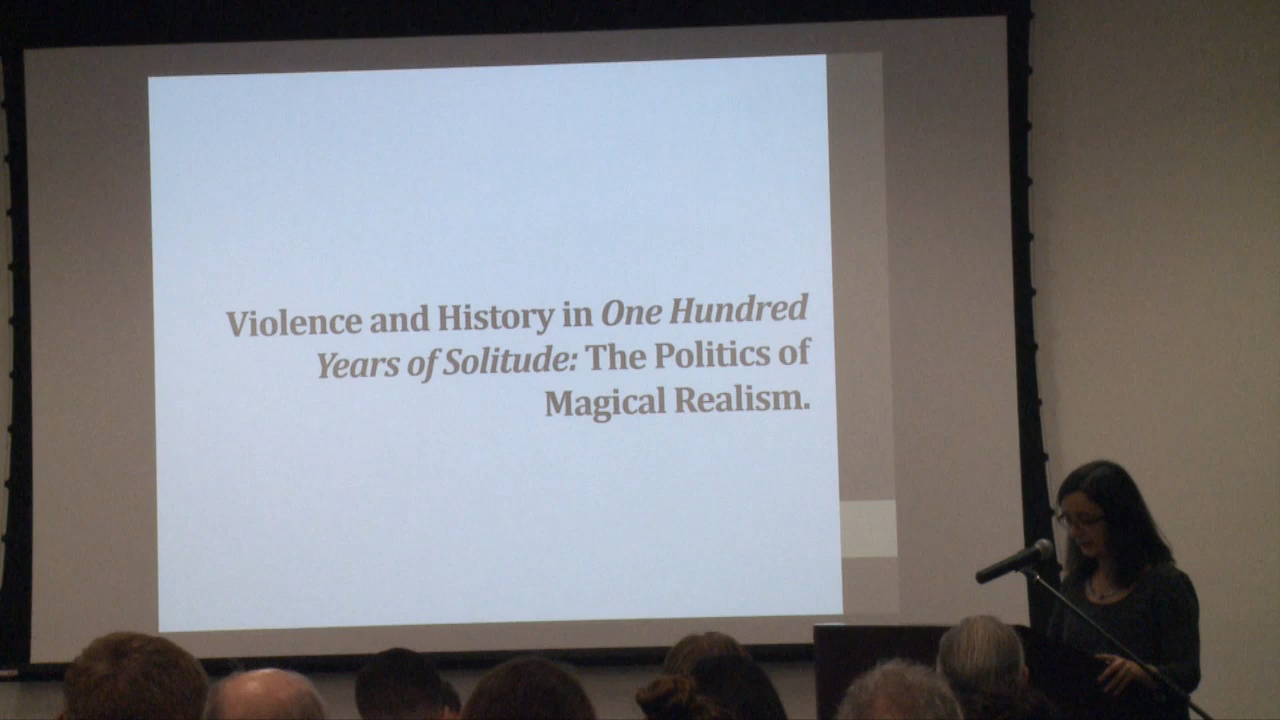 Violence and History in One Hundred
Years of Solitude: The Politics of
Magical Realism.